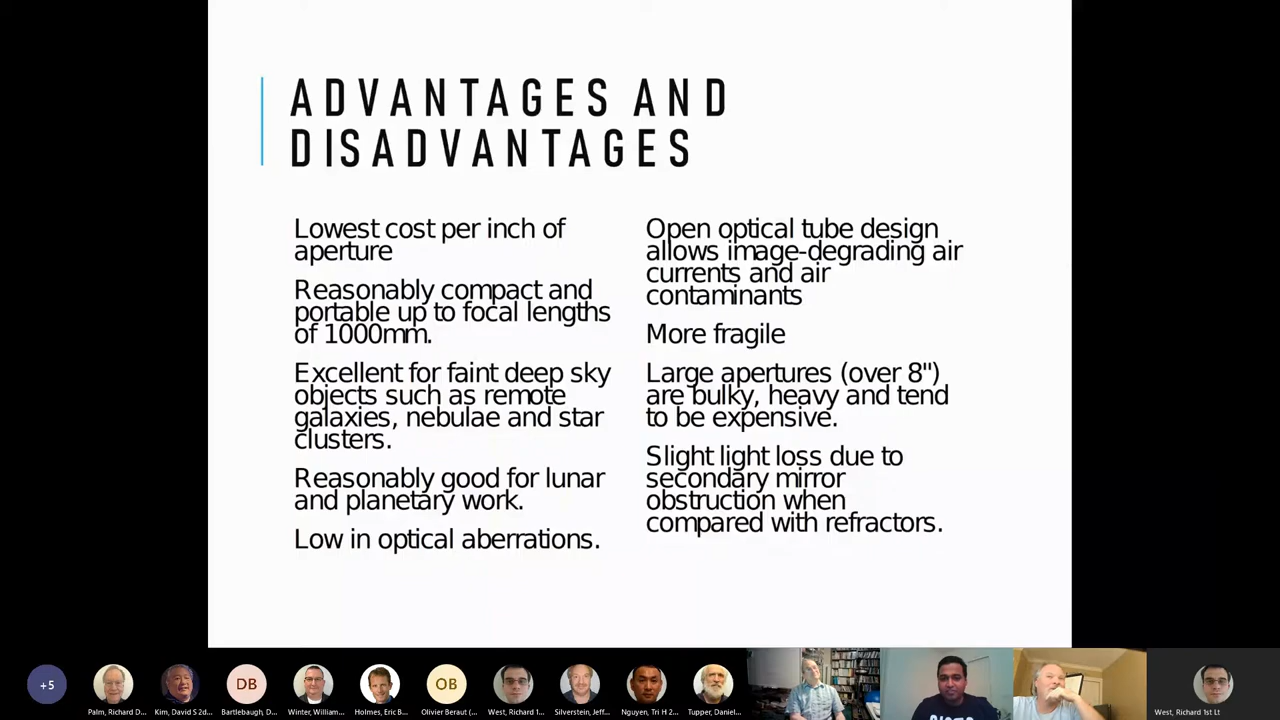 ADVANTAGES AND
DISADVANTAGES
Lowest cost per inch of
aperture
Reasonably compact and
portable up to focal lengths
of 1000mm.
Excellent for faint deep sky
objects such as remote
galaxies, nebulae and star
clusters.
Reasonably good for lunar
and planetary work.
Low in optical aberrations.
Open optical tube design
allows image-degrading air
currents and air
contaminants
More fragile
Large apertures (over 8")
are bulky, heavy and tend
to be expensive.
Slight light loss due to
secondary mirror
obstruction when
compared with refractors.
+5
DB
OB
Palm, Richard D...
Kim, David S 2d...
Bartlebaugh, D...
Winter, William...
Holmes, Eric B...
Olivier Beraut (...
West, Richard 1...
Silverstein, Jeff...
Nguyen, Tri H 2...
Tupper, Daniel...
West, Richard 1st Lt